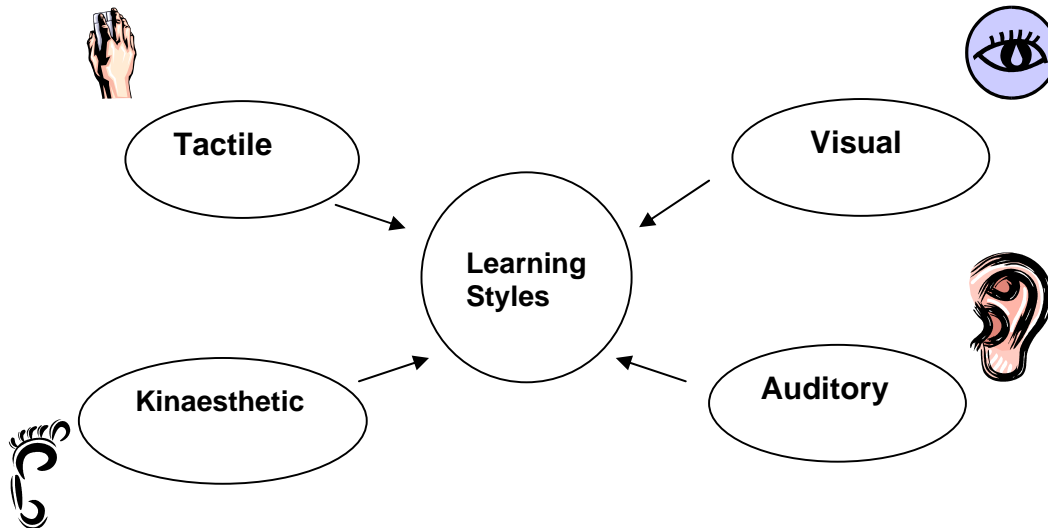 Tactile
Visual
Learning
Styles
Kinaesthetic
Auditory